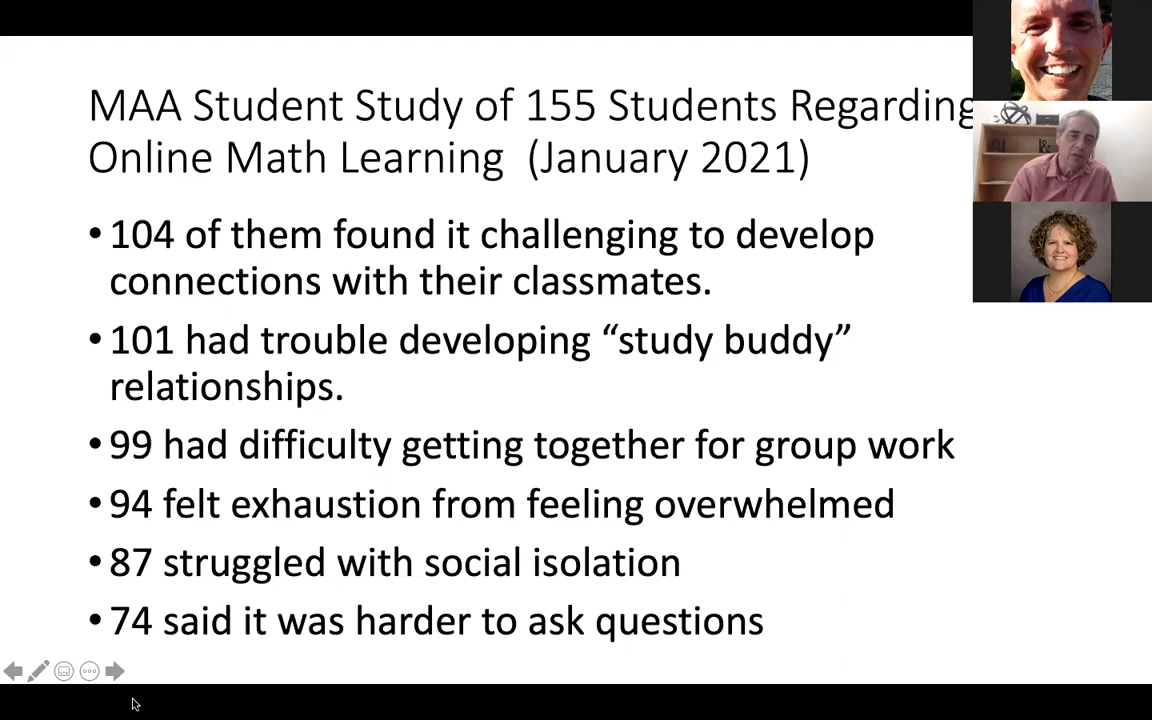 MAA Student Study of 155 Students Regarding
Online Math Learning (January 2021)
• 104 of them found it challenging to develop
connections with their classmates.
• 101 had trouble developing “study buddy”
relationships.
• 99 had difficulty getting together for group work
• 94 felt exhaustion from feeling overwhelmed
• 87 struggled with social isolation
• 74 said it was harder to ask questions